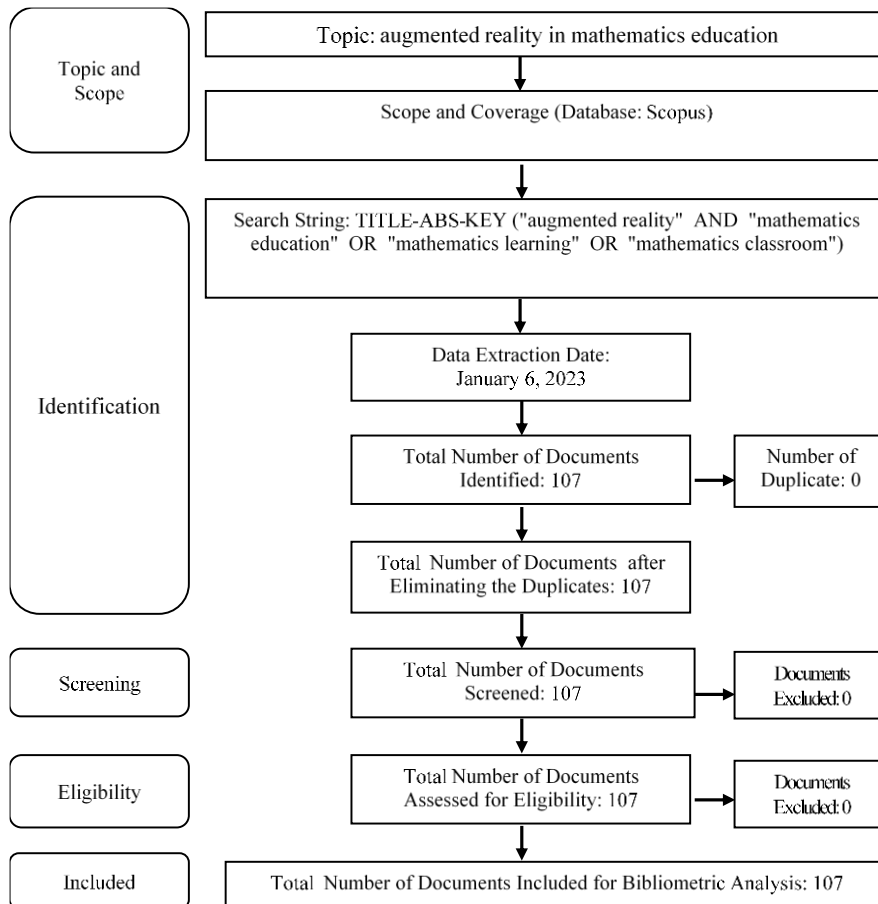 Topic and
Scope
Topic: augmented reality in mathematics education
Scope and Coverage (Database: Scopus)
Identification
Search String: TITLE-ABS-KEY ("augmented reality" AND "mathematics
education" OR "mathematics learning" OR "mathematics classroom")
Data Extraction Date:
January 6, 2023
Total Number of Documents
Identified: 107
Number of
Duplicate: 0
Total Number of Documents after
Eliminating the Duplicates: 107
Screening
Total Number of Documents
Screened: 107
Documents
Excluded: 0
Eligibility
Total Number of Documents
Assessed for Eligibility: 107
Documents
Excluded: 0
Included
Total Number of Documents Included for Bibliometric Analysis: 107